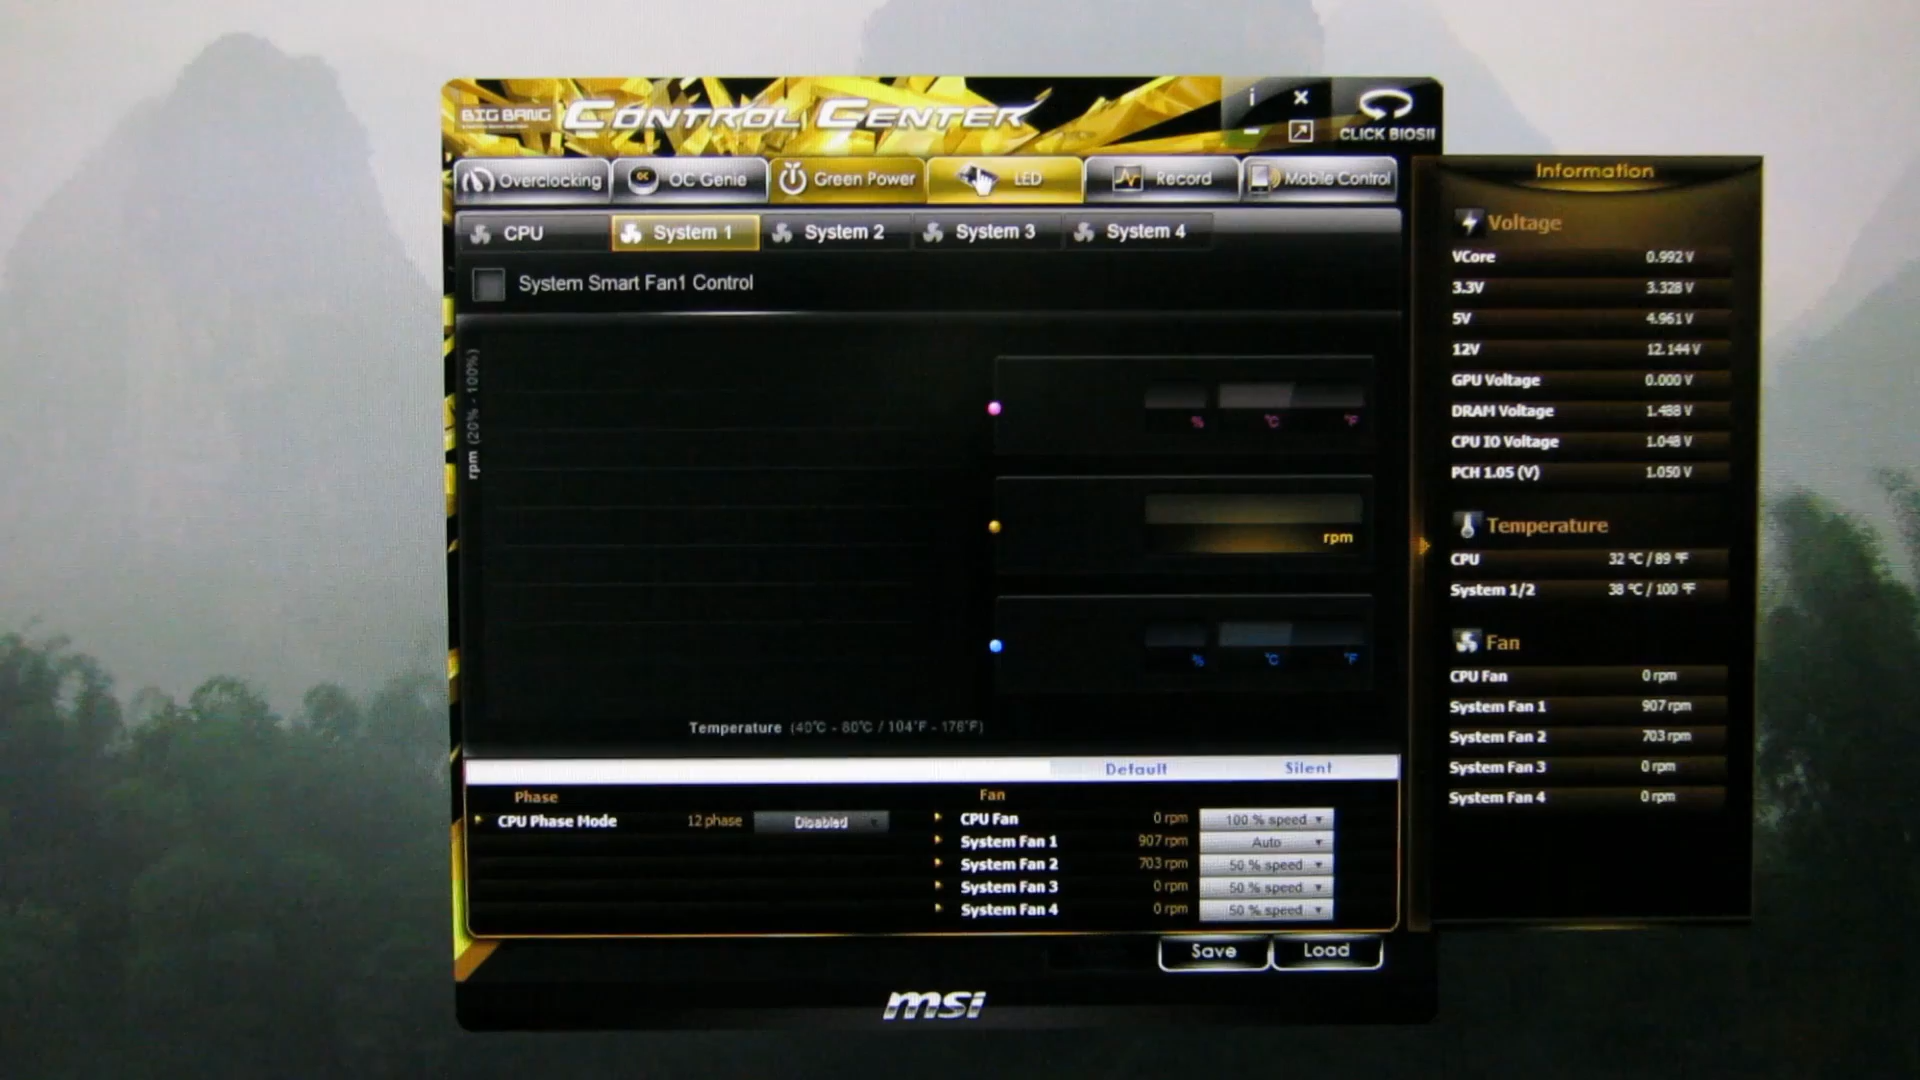 BIG BANG CONTROL CENTER
i
CLICK BIOSII
Overclocking OC Genie Green Power LED Record Mobile Control
CPU System 1 System 2 System 3 System 4
System Smart Fan1 Control
rpm (20% - 100%)
% °C °F
rpm
% °C °F
Temperature (40°C - 80°C / 104°F - 176°F)
Default Silent
Phase
CPU Phase Mode 12 phase Disabled
Fan
CPU Fan 0 rpm 100 % speed
System Fan 1 907 rpm Auto
System Fan 2 703 rpm 50 % speed
System Fan 3 0 rpm 50 % speed
System Fan 4 0 rpm 50 % speed
Save Load
msi
Information
Voltage
VCore 0.992 V
3.3V 3.328 V
5V 4.961 V
12V 12.144 V
GPU Voltage 0.000 V
DRAM Voltage 1.488 V
CPU IO Voltage 1.048 V
PCH 1.05 (V) 1.050 V
Temperature
CPU 32 °C / 89 °F
System 1/2 38 °C / 100 °F
Fan
CPU Fan 0 rpm
System Fan 1 907 rpm
System Fan 2 703 rpm
System Fan 3 0 rpm
System Fan 4 0 rpm